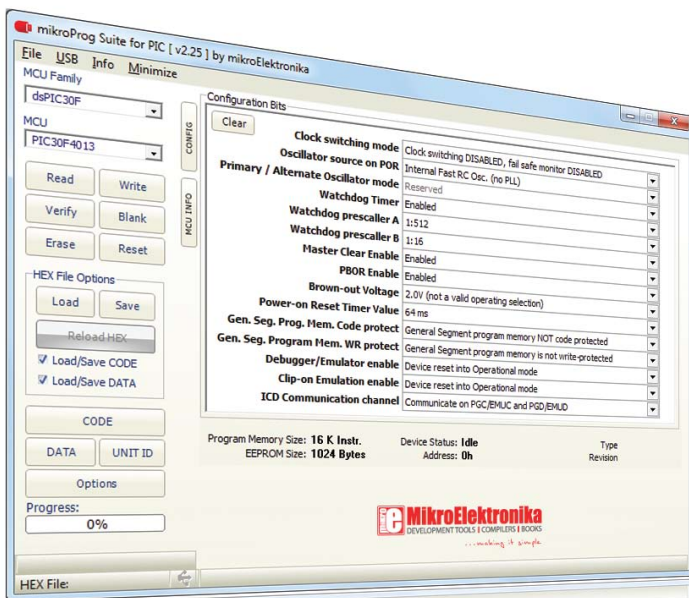 mikroProg Suite for PIC [ v2.25 ] by mikroElektronika
File USB Info Minimize
MCU Family
dsPIC30F
MCU
PIC30F4013
Read Write
Verify Blank
Erase Reset
HEX File Options
Load Save
Reload HEX
Load/Save CODE
Load/Save DATA
CODE
DATA UNIT ID
Options
Progress:
0%
HEX File:
CONFIG
MCU INFO
Configuration Bits
Clear
Clock switching mode Clock switching DISABLED, fail safe monitor DISABLED
Oscillator source on POR Internal Fast RC Osc. (no PLL)
Primary / Alternate Oscillator mode Reserved
Watchdog Timer Enabled
Watchdog prescaller A 1:512
Watchdog prescaller B 1:16
Master Clear Enable Enabled
PBOR Enable Enabled
Brown-out Voltage 2.0V (not a valid operating selection)
Power-on Reset Timer Value 64 ms
Gen. Seg. Prog. Mem. Code protect General Segment program memory NOT code protected
Gen. Seg. Program Mem. WR protect General Segment program memory is not write-protected
Debugger/Emulator enable Device reset into Operational mode
Clip-on Emulation enable Device reset into Operational mode
ICD Communication channel Communicate on PGC/EMUC and PGD/EMUD
Program Memory Size: 16 K Instr. Device Status: Idle Type
EEPROM Size: 1024 Bytes Address: 0h Revision
MikroElektronika
DEVELOPMENT TOOLS | COMPILERS | BOOKS
...making it simple